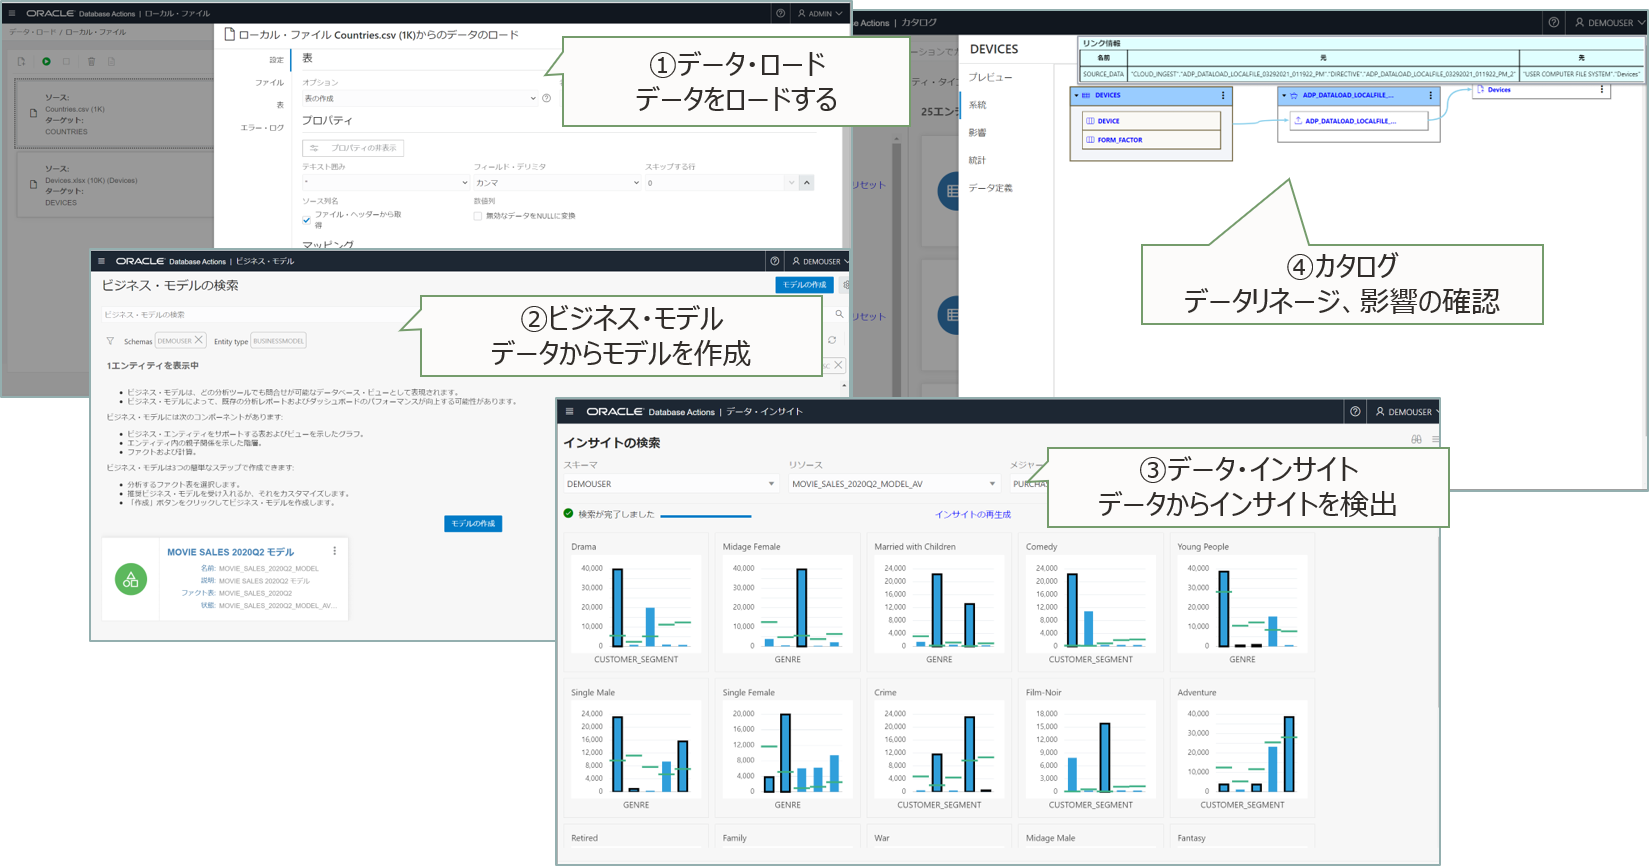 ORACLE Database Actions | ローカル・ファイル
ADMIN
データ・ロード / ローカル・ファイル
ソース:
Countries.csv (1K)
ターゲット:
COUNTRIES
ソース:
Devices.xlsx (10K) (Devices)
ターゲット:
DEVICES
ローカル・ファイル Countries.csv (1K)からのデータのロード
設定
ファイル
表
エラー・ログ
表
オプション
表の作成
プロパティ
プロパティの非表示
テキスト囲み
フィールド・デリミタ
スキップする行
"
カンマ
0
ソース列名
数値列
ファイル・ヘッダーから取得
無効なデータをNULLに変換
マッピング
①データ・ロード
データをロードする
e Actions | カタログ
DEMOUSER
ーションでカ
ティ・タイ
25エン
リセット
リセット
DEVICES
プレビュー
系統
影響
統計
データ定義
リンク情報
名前 元 先
SOURCE_DATA "CLOUD_INGEST"."ADP_DATALOAD_LOCALFILE_03292021_011922_PM"."DIRECTIVE"."ADP_DATALOAD_LOCALFILE_03292021_011922_PM_2" "USER COMPUTER FILE SYSTEM"."Devices"
DEVICES
DEVICE
FORM_FACTOR
ADP_DATALOAD_LOCALFILE_...
ADP_DATALOAD_LOCALFILE_...
Devices
④カタログ
データリネージ、影響の確認
ORACLE Database Actions | ビジネス・モデル
DEMOUSER
ビジネス・モデルの検索
モデルの作成
ビジネス・モデルの検索
Schemas DEMOUSER Entity type BUSINESSMODEL
1エンティティを表示中
ビジネス・モデルは、どの分析ツールでも問合せが可能なデータベース・ビューとして表現されます。
ビジネス・モデルによって、既存の分析レポートおよびダッシュボードのパフォーマンスが向上する可能性があります。
ビジネス・モデルには次のコンポーネントがあります:
ビジネス・エンティティをサポートする表およびビューを示したグラフ。
エンティティ内の親子関係を示した階層。
ファクトおよび計算。
ビジネス・モデルは3つの簡単なステップで作成できます:
分析するファクト表を選択します。
推奨ビジネス・モデルを受け入れるか、それをカスタマイズします。
「作成」ボタンをクリックしてビジネス・モデルを作成します。
モデルの作成
MOVIE SALES 2020Q2 モデル
名前: MOVIE_SALES_2020Q2_MODEL
説明: MOVIE SALES 2020Q2 モデル
ファクト表: MOVIE_SALES_2020Q2
状態: MOVIE_SALES_2020Q2_MODEL_AV...
②ビジネス・モデル
データからモデルを作成
ORACLE Database Actions | データ・インサイト
DEMOUSER
インサイトの検索
スキーマ
リソース
メジャー
DEMOUSER
MOVIE_SALES_2020Q2_MODEL_AV
PURCHAS
検索が完了しました
インサイトの再生成
③データ・インサイト
データからインサイトを検出
Drama
40,000
30,000
20,000
10,000
0
CUSTOMER_SEGMENT
Midage Female
40,000
30,000
20,000
10,000
0
GENRE
Married with Children
24,000
20,000
16,000
12,000
8,000
4,000
0
GENRE
Comedy
24,000
20,000
16,000
12,000
8,000
4,000
0
CUSTOMER_SEGMENT
Young People
40,000
30,000
20,000
10,000
0
GENRE
Single Male
24,000
20,000
16,000
12,000
8,000
4,000
0
GENRE
Single Female
20,000
16,000
12,000
8,000
4,000
0
GENRE
Crime
24,000
20,000
16,000
12,000
8,000
4,000
0
CUSTOMER_SEGMENT
Film-Noir
18,000
15,000
12,000
9,000
6,000
3,000
0
CUSTOMER_SEGMENT
Adventure
40,000
30,000
20,000
10,000
0
CUSTOMER_SEGMENT
Retired
Family
War
Midage Male
Fantasy